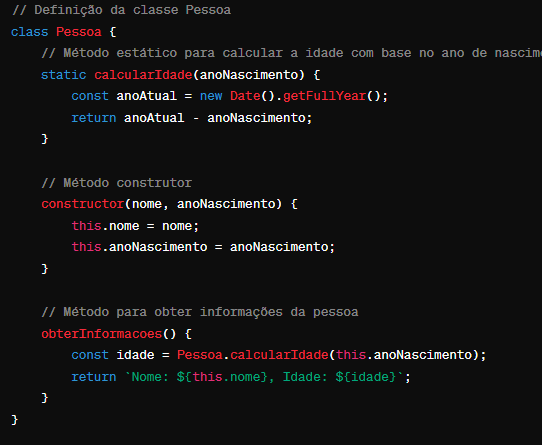 // Definição da classe Pessoa
class Pessoa {
    // Método estático para calcular a idade com base no ano de
    static calcularIdade(anoNascimento) {
        const anoAtual = new Date().getFullYear();
        return anoAtual - anoNascimento;
    }

    // Método construtor
    constructor(nome, anoNascimento) {
        this.nome = nome;
        this.anoNascimento = anoNascimento;
    }

    // Método para obter informações da pessoa
    obterInformacoes() {
        const idade = Pessoa.calcularIdade(this.anoNascimento);
        return `Nome: ${this.nome}, Idade: ${idade}`;
    }
}